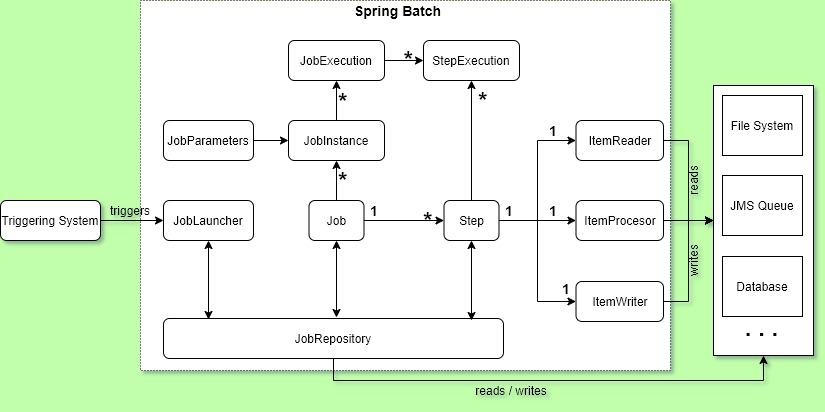 Spring Batch
JobExecution
*
StepExecution
*
*
JobParameters
JobInstance
1
ItemReader
File System
*
reads
Triggering System
triggers
JobLauncher
Job
1
*
Step
1
1
ItemProcesor
JMS Queue
writes
1
ItemWriter
Database
. . .
JobRepository
reads / writes